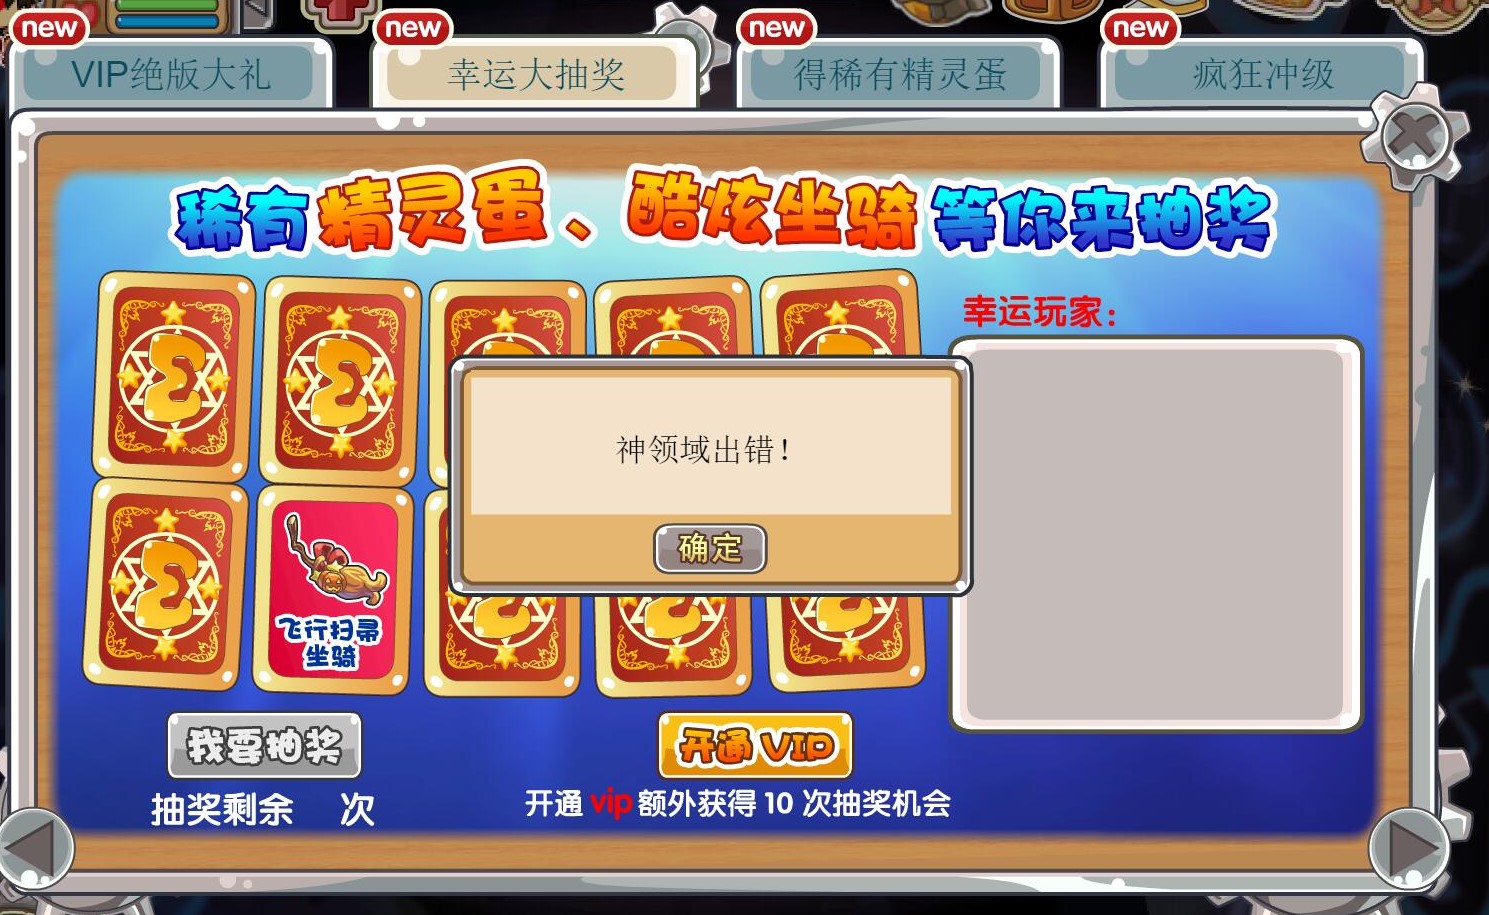 new
new
new
new
VIP绝版大礼
幸运大抽奖
得稀有精灵蛋
疯狂冲级
稀有精灵蛋、酷炫坐骑等你来抽奖
幸运玩家：
神领域出错！
确定
飞行扫帚
坐骑
我要抽奖
开通VIP
抽奖剩余 次
开通vip额外获得10次抽奖机会